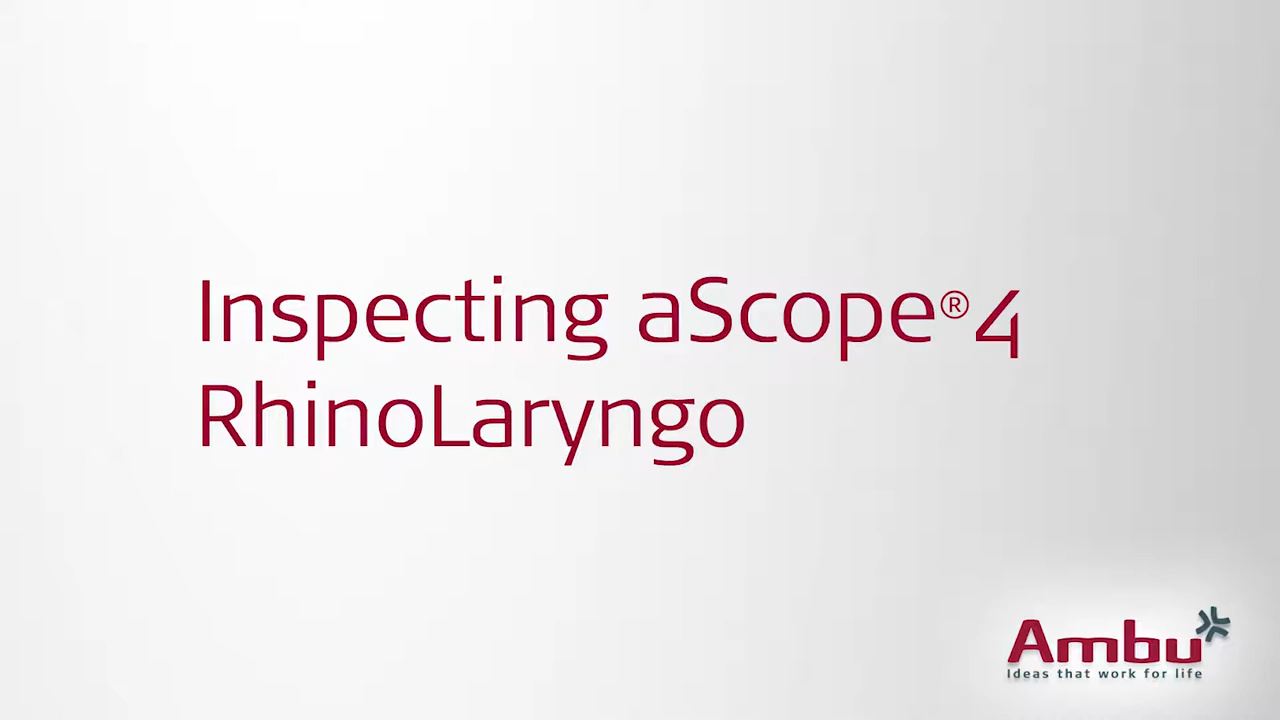 Inspecting aScope®4
RhinoLaryngo
Ambu
Ideas that work for life